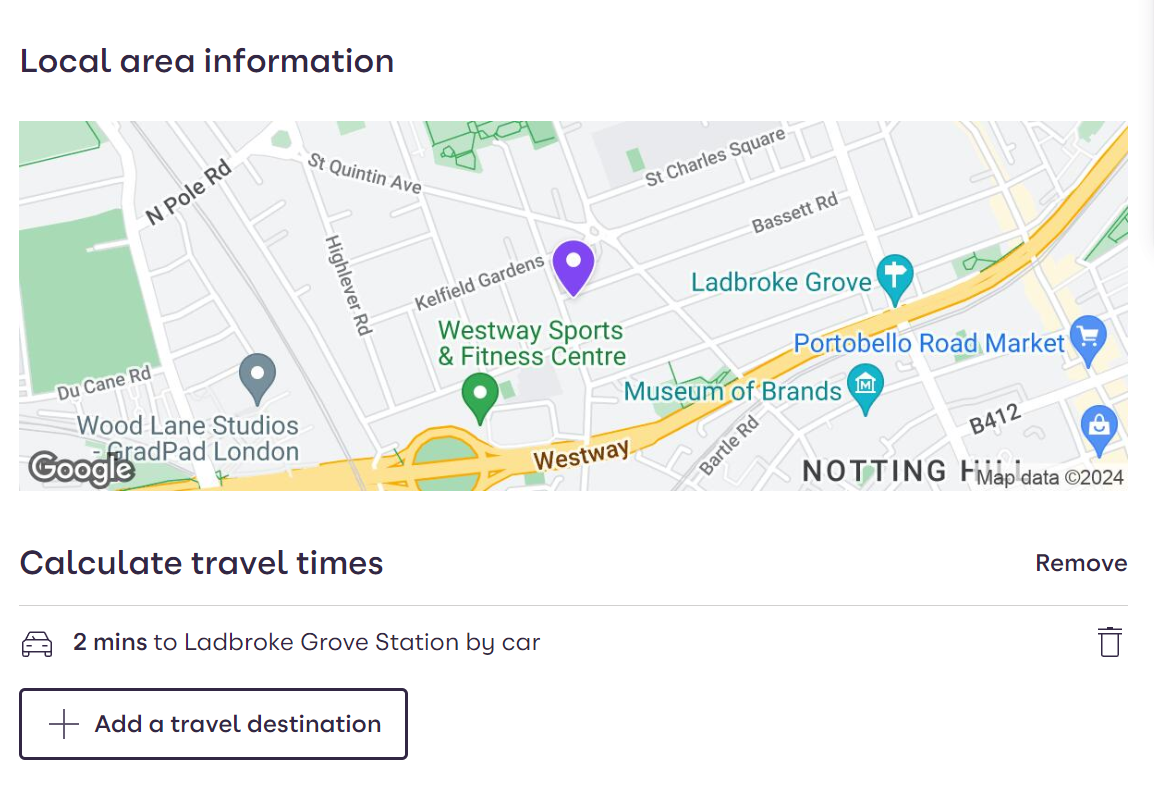 Local area information
N Pole Rd
St Quintin Ave
St Charles Square
Bassett Rd
Highlever Rd
Kelfield Gardens
Ladbroke Grove
Westway Sports
& Fitness Centre
Portobello Road Market
Du Cane Rd
Museum of Brands
Wood Lane Studios
- GradPad London
B412
Bartle Rd
Westway
NOTTING HILL
Google
Map data ©2024
Calculate travel times
Remove
2 mins to Ladbroke Grove Station by car
Add a travel destination